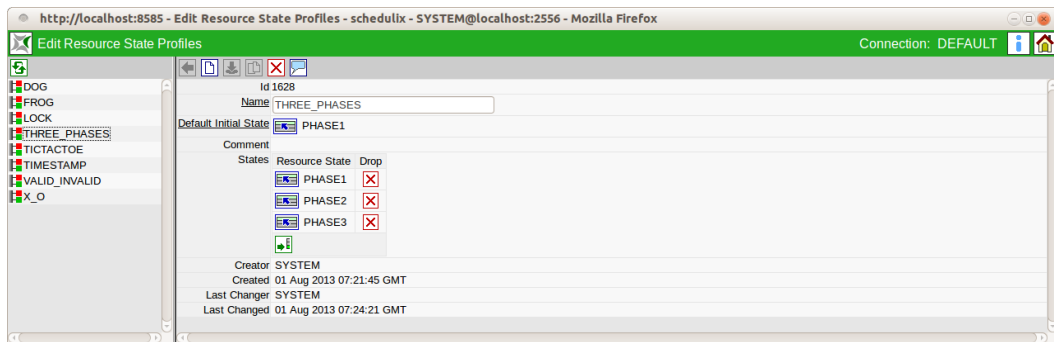 http://localhost:8585 - Edit Resource State Profiles - schedulix - SYSTEM@localhost:2556 - Mozilla Firefox
Edit Resource State Profiles
Connection: DEFAULT
DOG
FROG
LOCK
THREE_PHASES
TICTACTOE
TIMESTAMP
VALID_INVALID
X_O
Id 1628
Name THREE_PHASES
Default Initial State PHASE1
Comment
States Resource State Drop
PHASE1
PHASE2
PHASE3
Creator SYSTEM
Created 01 Aug 2013 07:21:45 GMT
Last Changer SYSTEM
Last Changed 01 Aug 2013 07:24:21 GMT